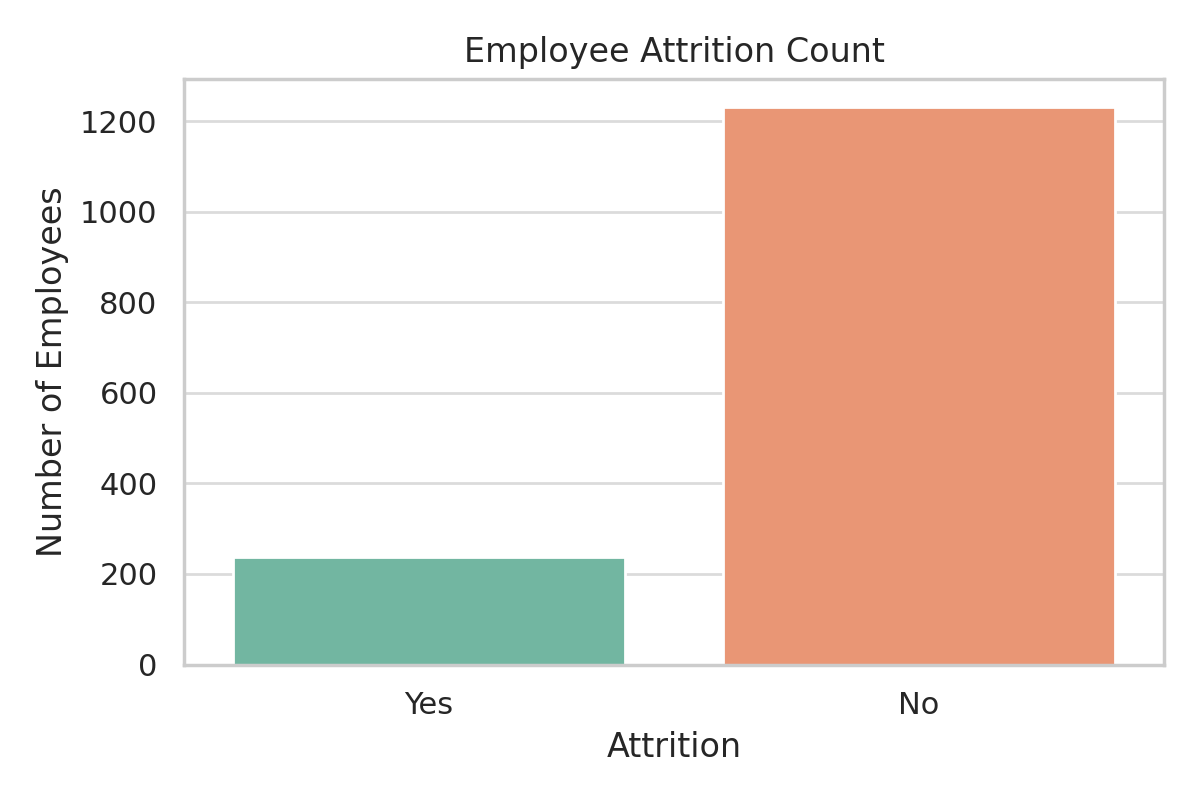 Employee Attrition Count
Number of Employees
1200
1000
800
600
400
200
0
Yes
No
Attrition